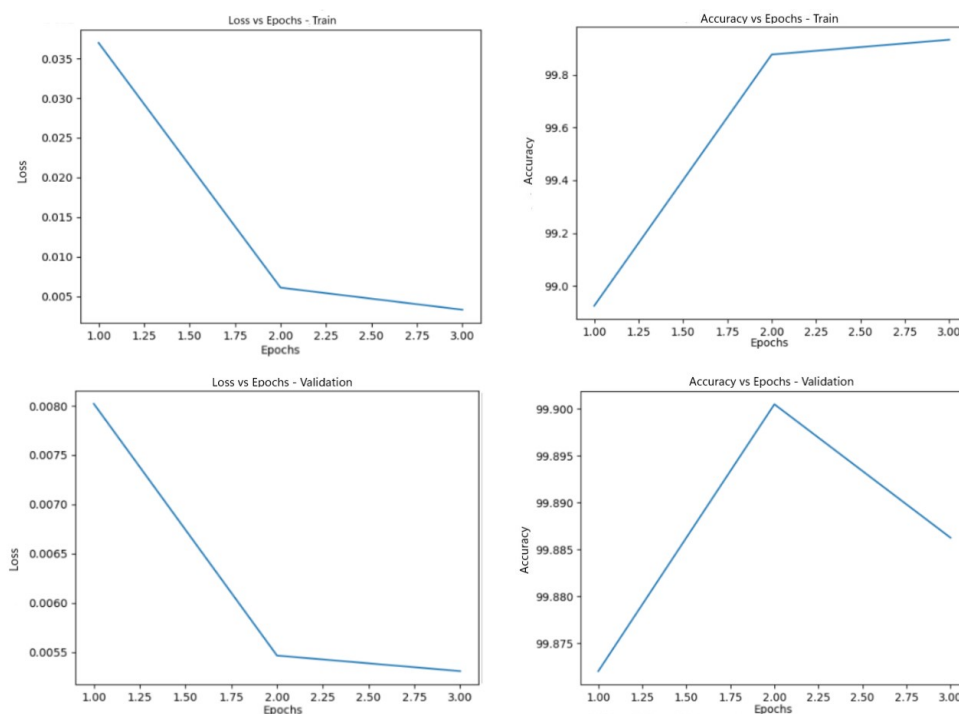 Loss vs Epochs - Train
0.035
0.030
0.025
0.020
0.015
0.010
0.005
Loss
1.00 1.25 1.50 1.75 2.00 2.25 2.50 2.75 3.00
Epochs
Accuracy vs Epochs - Train
99.8
99.6
99.4
99.2
99.0
Accuracy
1.00 1.25 1.50 1.75 2.00 2.25 2.50 2.75 3.00
Epochs
Loss vs Epochs - Validation
0.0080
0.0075
0.0070
0.0065
0.0060
0.0055
Loss
1.00 1.25 1.50 1.75 2.00 2.25 2.50 2.75 3.00
Epochs
Accuracy vs Epochs - Validation
99.900
99.895
99.890
99.885
99.880
99.875
Accuracy
1.00 1.25 1.50 1.75 2.00 2.25 2.50 2.75 3.00
Epochs